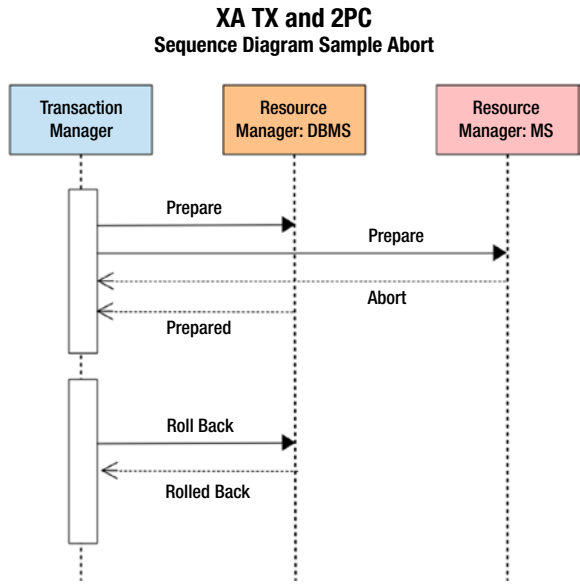 XA TX and 2PC
Sequence Diagram Sample Abort
Transaction
Manager
Resource
Manager: DBMS
Resource
Manager: MS
Prepare
Prepare
Abort
Prepared
Roll Back
Rolled Back